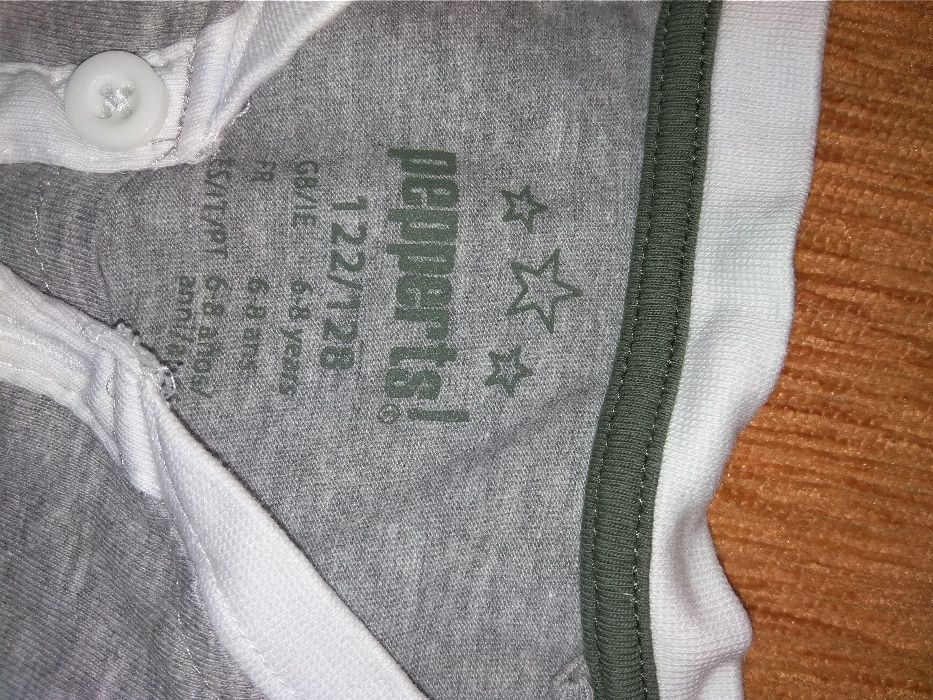 pepperts!®
122/128
GB/IE 6-8 years
FR 6-8 ans
ES/IT/PT 6-8 años/
anni/